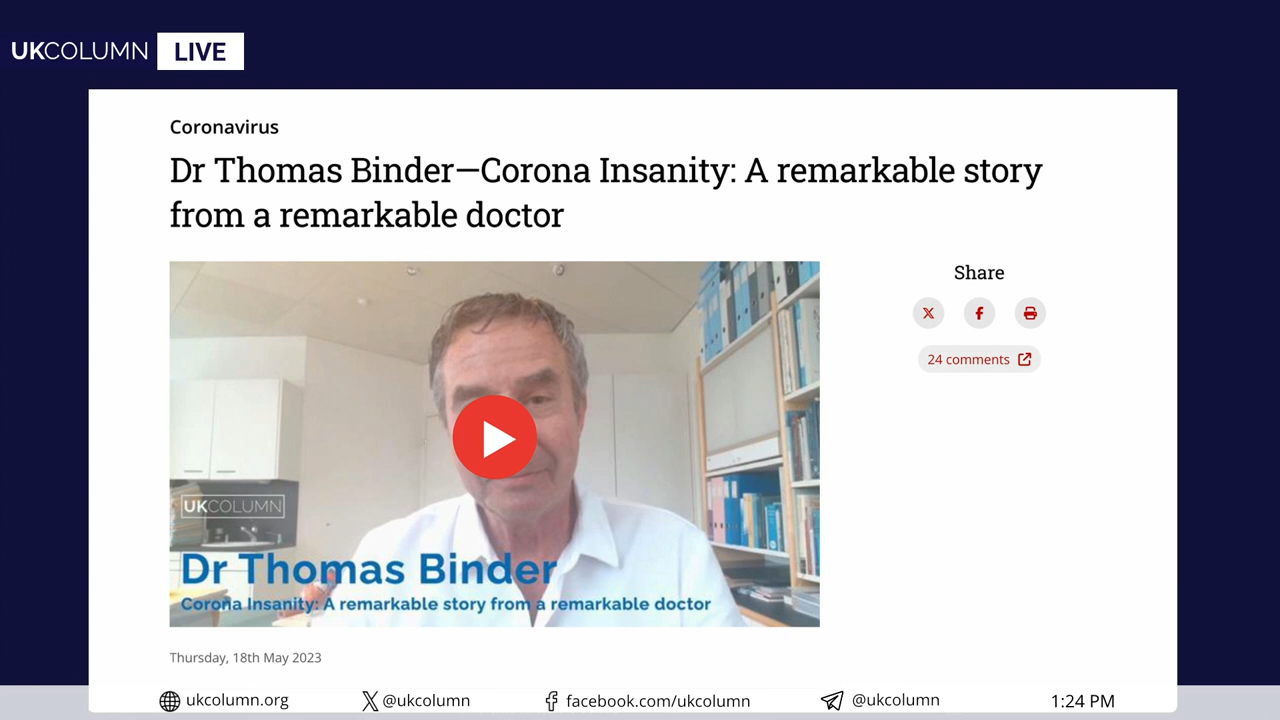 UKCOLUMN LIVE
Coronavirus
Dr Thomas Binder—Corona Insanity: A remarkable story
from a remarkable doctor
Share
24 comments
UKCOLUMN
Dr Thomas Binder
Corona Insanity: A remarkable story from a remarkable doctor
Thursday, 18th May 2023
ukcolumn.org @ukcolumn facebook.com/ukcolumn @ukcolumn 1:24 PM